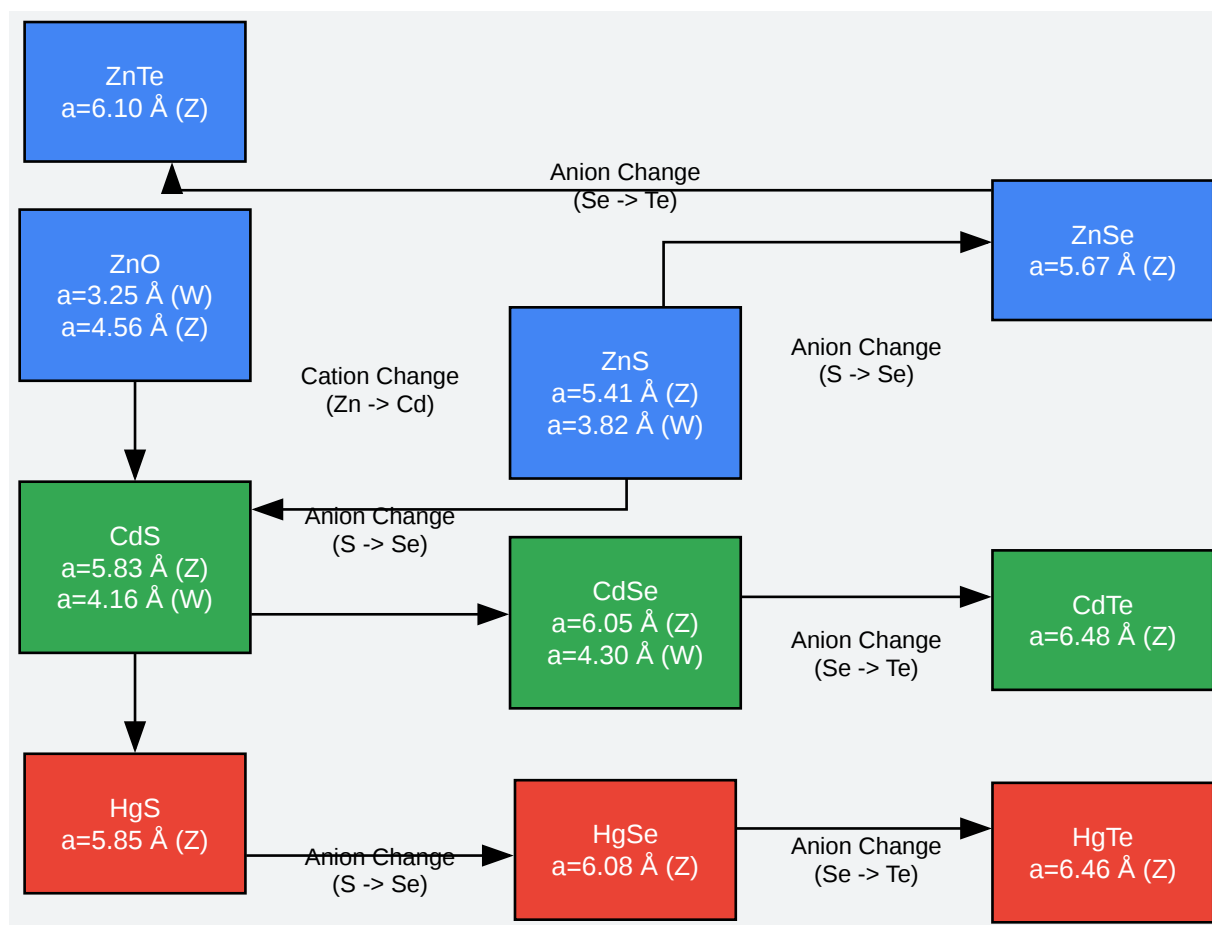 ZnTe
a=6.10 Å (Z)
Anion Change
(Se -> Te)
ZnSe
a=5.67 Å (Z)
ZnO
a=3.25 Å (W)
a=4.56 Å (Z)
ZnS
a=5.41 Å (Z)
a=3.82 Å (W)
Anion Change
(S -> Se)
Cation Change
(Zn -> Cd)
CdS
a=5.83 Å (Z)
a=4.16 Å (W)
Anion Change
(S -> Se)
CdSe
a=6.05 Å (Z)
a=4.30 Å (W)
Anion Change
(Se -> Te)
CdTe
a=6.48 Å (Z)
HgS
a=5.85 Å (Z)
Anion Change
(S -> Se)
HgSe
a=6.08 Å (Z)
Anion Change
(Se -> Te)
HgTe
a=6.46 Å (Z)